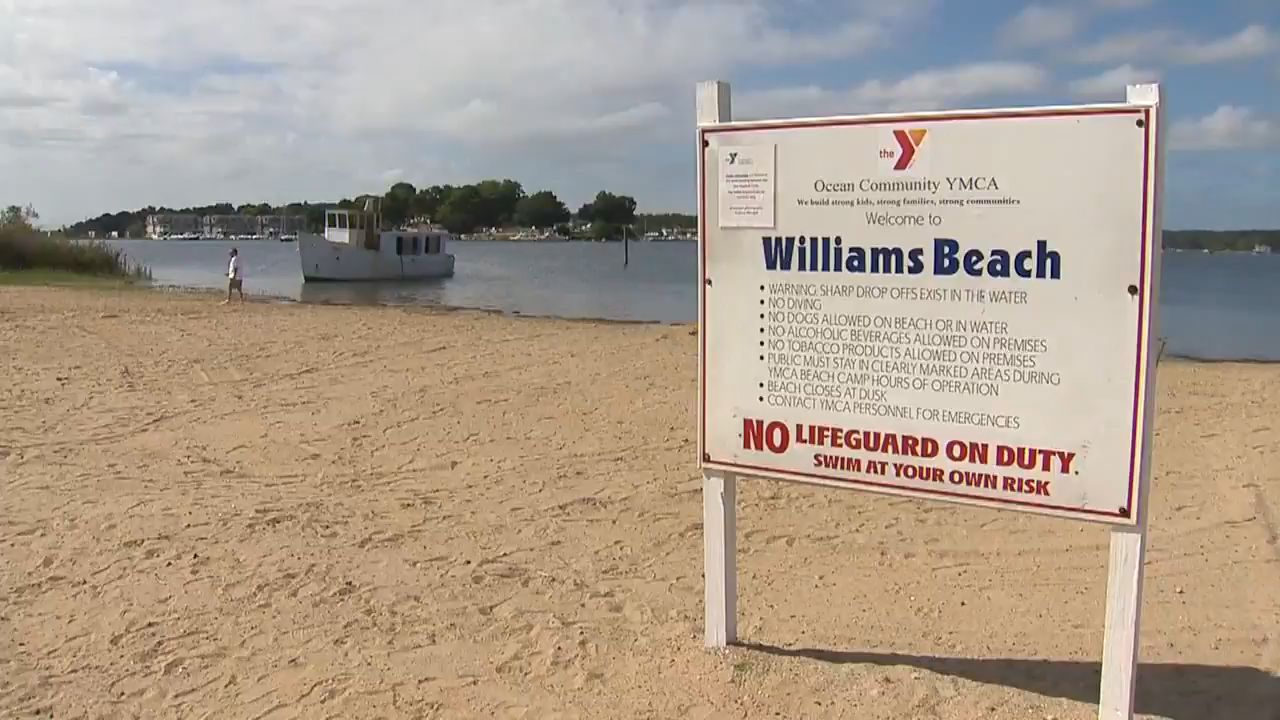 the Y
Ocean Community YMCA
We build strong kids, strong families, strong communities
Welcome to
Williams Beach
• WARNING, SHARP DROP OFFS EXIST IN THE WATER
• NO DIVING
• NO DOGS ALLOWED ON BEACH OR IN WATER
• NO ALCOHOLIC BEVERAGES ALLOWED ON PREMISES
• NO TOBACCO PRODUCTS ALLOWED ON PREMISES
• PUBLIC MUST STAY IN CLEARLY MARKED AREAS DURING
YMCA BEACH CAMP HOURS OF OPERATION
• BEACH CLOSES AT DUSK
• CONTACT YMCA PERSONNEL FOR EMERGENCIES
NO LIFEGUARD ON DUTY.
SWIM AT YOUR OWN RISK